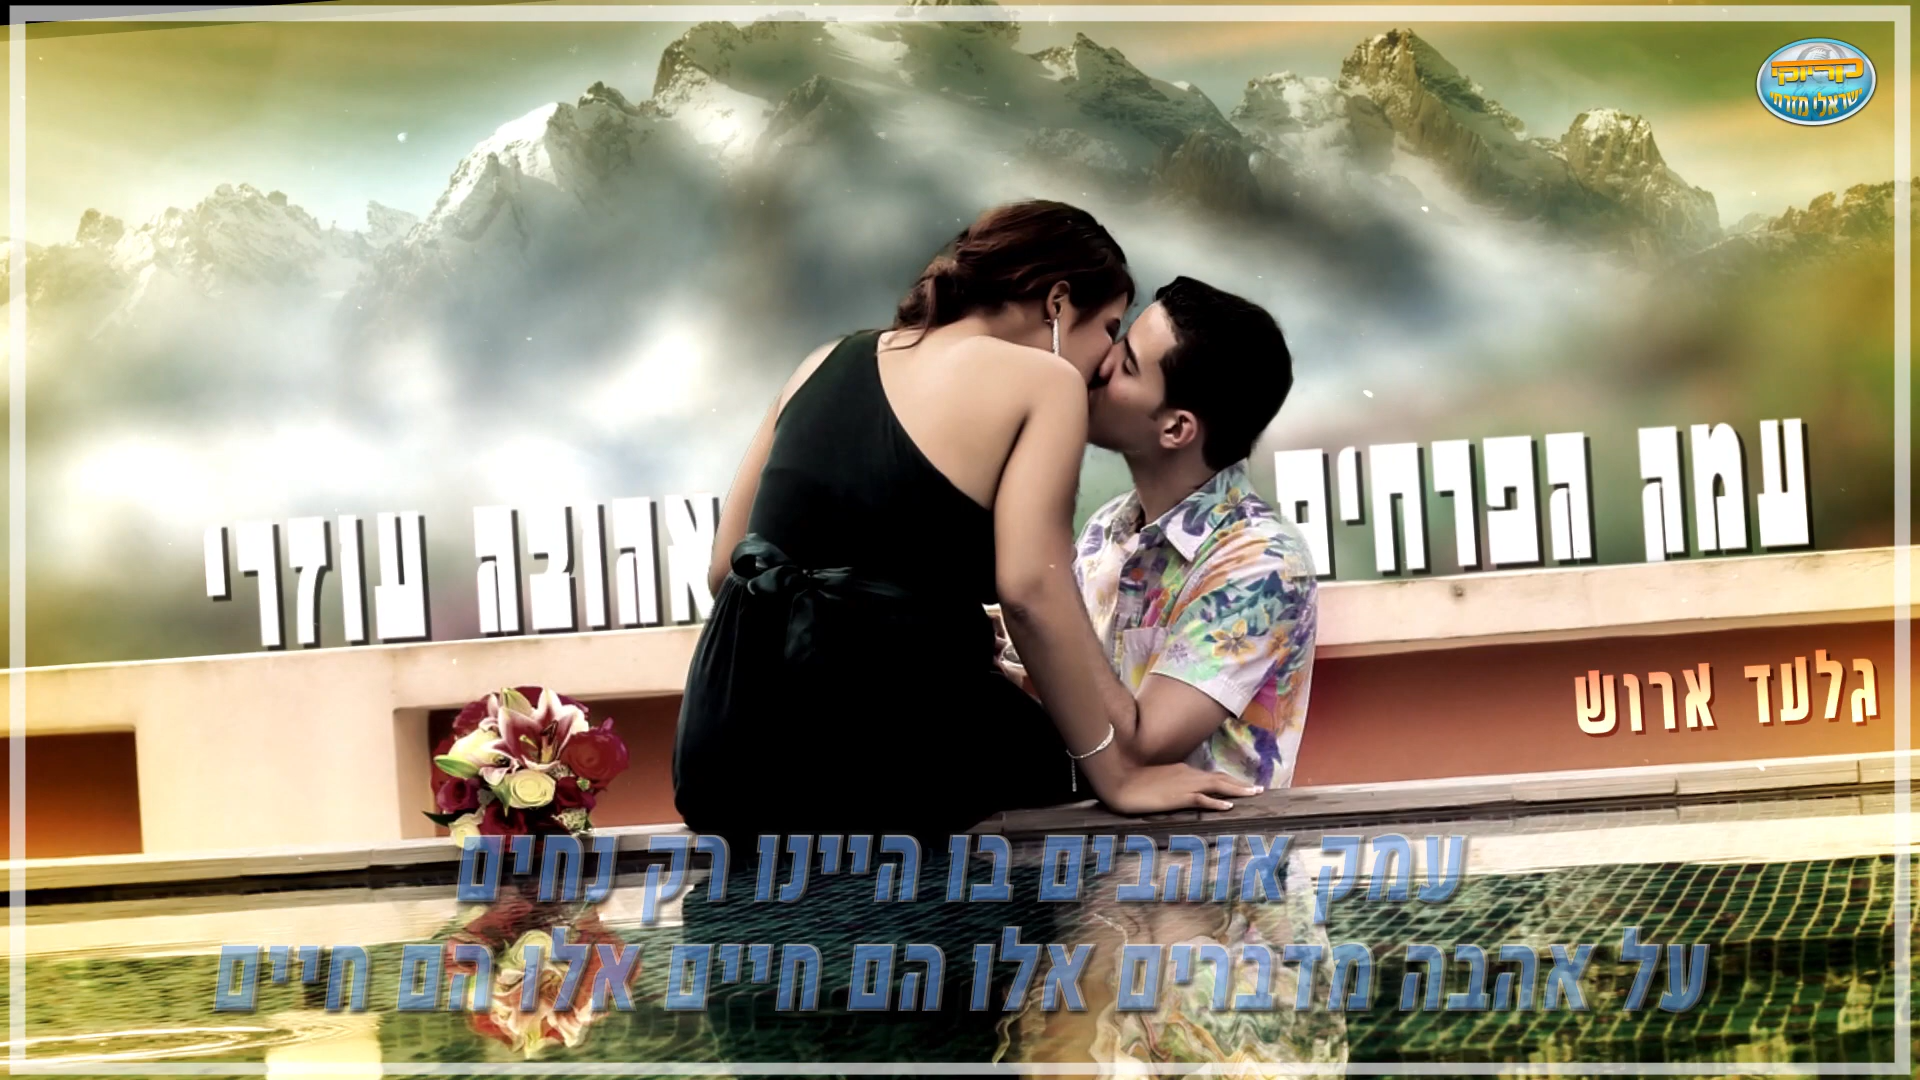 קריוקי
ישראלי מזרחי
עמק הפרחים
אהובה עוזרי
גלעד ארוש
עמק אוהבים בו היינו רק נחים
על אהבה מדברים אלו הם חיים אלו הם חיים